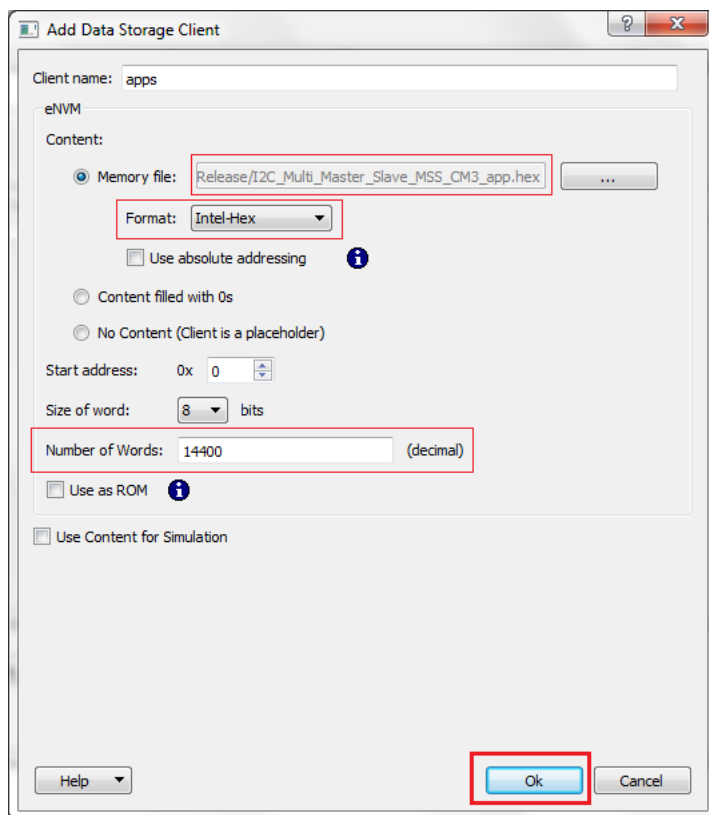 Add Data Storage Client
Client name: apps
eNVM
Content:
Memory file: Release/I2C_Multi_Master_Slave_MSS_CM3_app.hex ...
Format: Intel-Hex
Use absolute addressing
Content filled with 0s
No Content (Client is a placeholder)
Start address: 0x 0
Size of word: 8 bits
Number of Words: 14400 (decimal)
Use as ROM
Use Content for Simulation
Help Ok Cancel